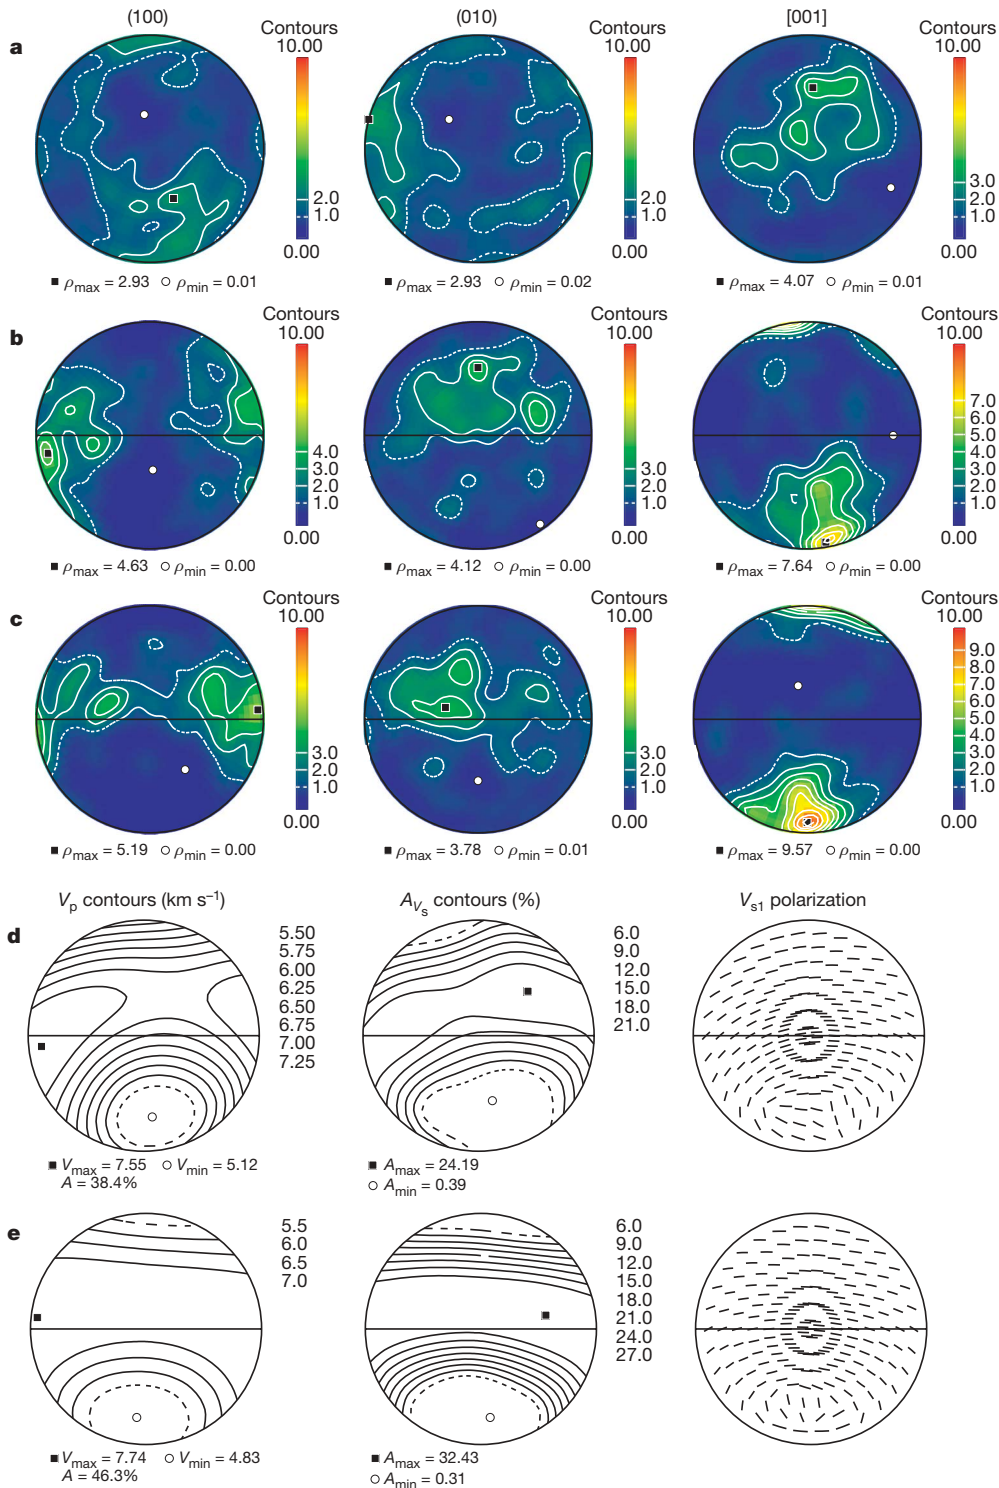 (100) (010) [001]
a Contours Contours Contours
10.00 10.00 10.00
2.0 2.0 3.0
1.0 1.0 2.0
1.0
0.00 0.00 0.00
■ ρmax = 2.93 ○ ρmin = 0.01 ■ ρmax = 2.93 ○ ρmin = 0.02 ■ ρmax = 4.07 ○ ρmin = 0.01
b Contours Contours Contours
10.00 10.00 10.00
4.0 3.0 7.0
3.0 2.0 6.0
2.0 1.0 5.0
1.0 4.0
3.0
2.0
1.0
0.00 0.00 0.00
■ ρmax = 4.63 ○ ρmin = 0.00 ■ ρmax = 4.12 ○ ρmin = 0.00 ■ ρmax = 7.64 ○ ρmin = 0.00
c Contours Contours Contours
10.00 10.00 10.00
3.0 3.0 9.0
2.0 2.0 8.0
1.0 1.0 7.0
6.0
5.0
4.0
3.0
2.0
1.0
0.00 0.00 0.00
■ ρmax = 5.19 ○ ρmin = 0.00 ■ ρmax = 3.78 ○ ρmin = 0.01 ■ ρmax = 9.57 ○ ρmin = 0.00
Vp contours (km s⁻¹) AVs contours (%) Vs1 polarization
d 5.50 6.0
5.75 9.0
6.00 12.0
6.25 15.0
6.50 18.0
6.75 21.0
7.00
7.25
■ Vmax = 7.55 ○ Vmin = 5.12 ■ Amax = 24.19
A = 38.4% ○ Amin = 0.39
e 5.5 6.0
6.0 9.0
6.5 12.0
7.0 15.0
18.0
21.0
24.0
27.0
■ Vmax = 7.74 ○ Vmin = 4.83 ■ Amax = 32.43
A = 46.3% ○ Amin = 0.31